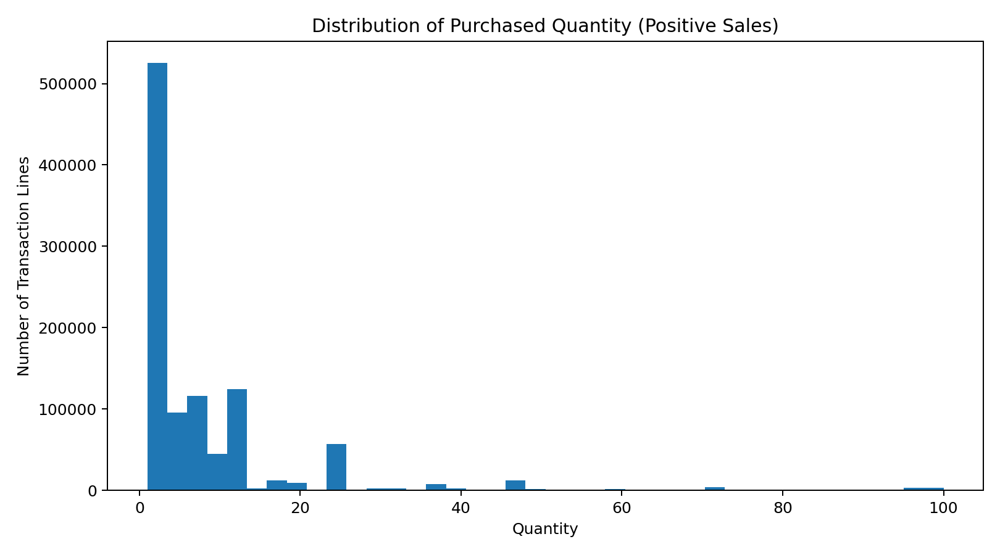 Distribution of Purchased Quantity (Positive Sales)
Number of Transaction Lines
500000
400000
300000
200000
100000
0
0 20 40 60 80 100
Quantity